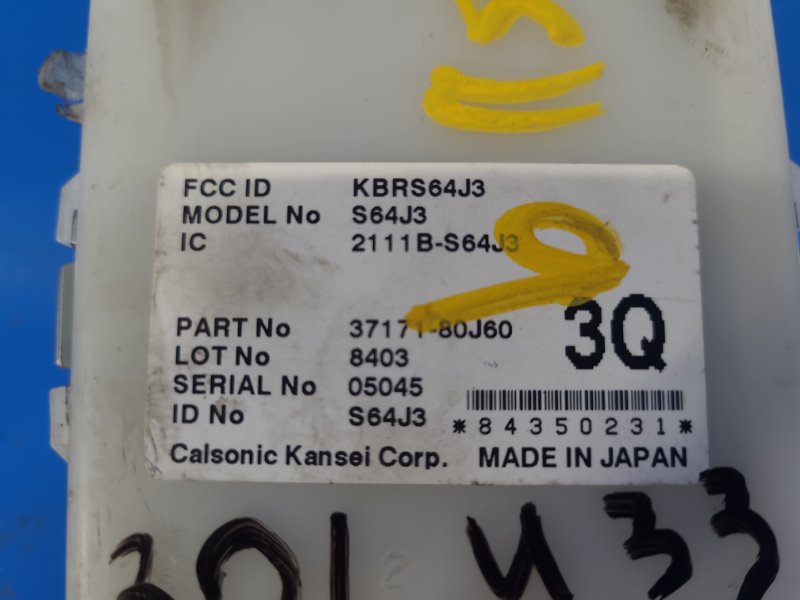 FCC ID KBRS64J3
MODEL No S64J3
IC 2111B-S64J3
PART No 37171-80J60
3Q
LOT No 8403
SERIAL No 05045
ID No S64J3
*84350231*
Calsonic Kansei Corp. MADE IN JAPAN